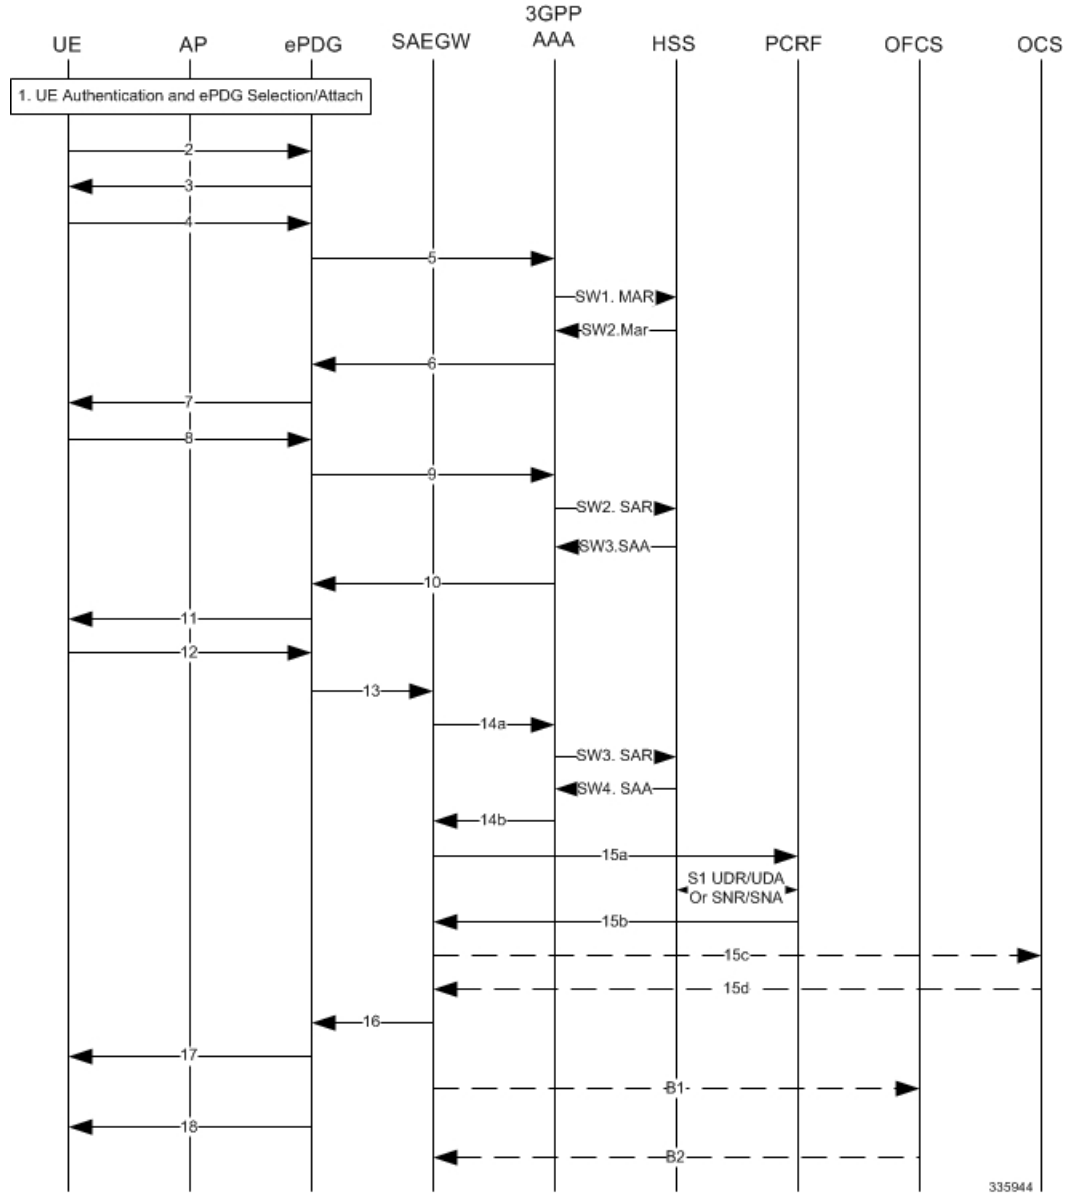 3GPP
UE AP ePDG SAEGW AAA HSS PCRF OFCS OCS
1. UE Authentication and ePDG Selection/Attach
2
3
4
5
SW1. MAR
SW2.Mar
6
7
8
9
SW2. SAR
SW3.SAA
10
11
12
13
14a
SW3. SAR
SW4. SAA
14b
15a
S1 UDR/UDA
Or SNR/SNA
15b
15c
15d
16
17
B1
18
B2
335944